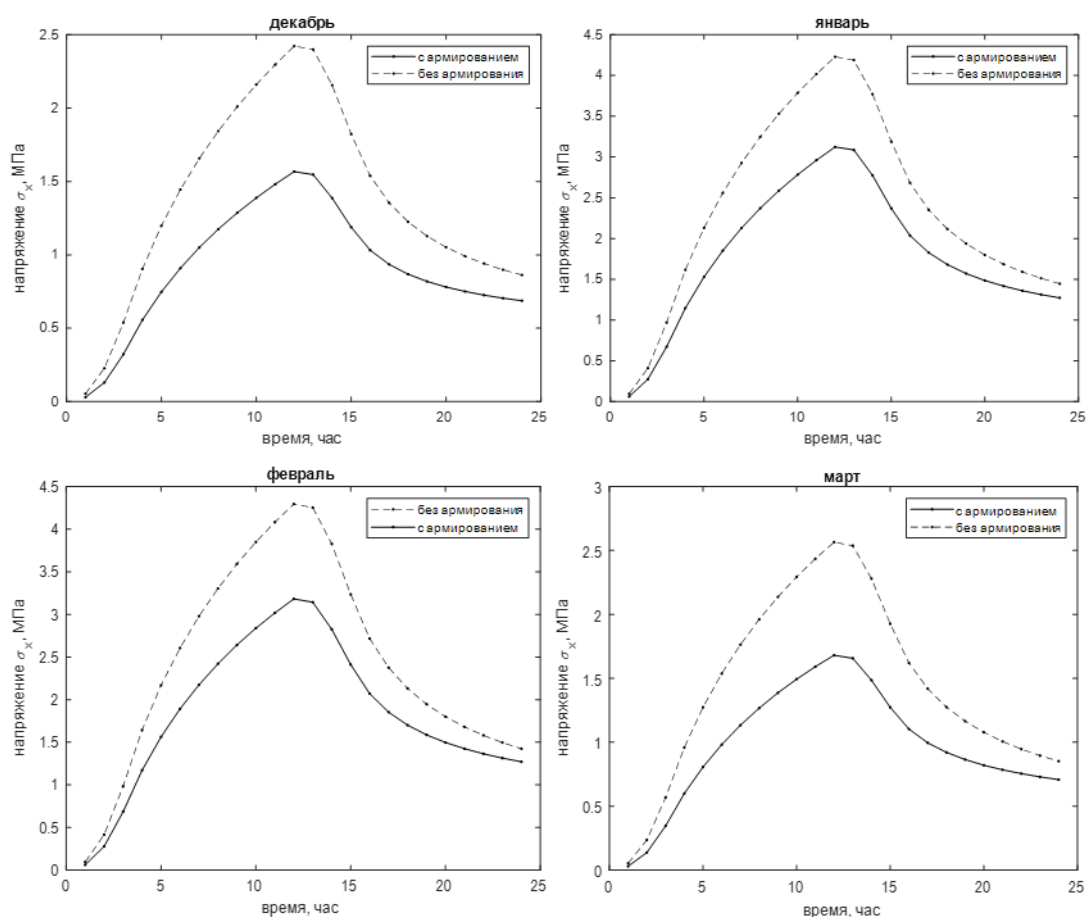 декабрь
напряжение σx, МПа
2.5
2
1.5
1
0.5
0
с армированием
без армирования
0 5 10 15 20 25
время, час
январь
напряжение σx, МПа
4.5
4
3.5
3
2.5
2
1.5
1
0.5
0
с армированием
без армирования
0 5 10 15 20 25
время, час
февраль
напряжение σx, МПа
4.5
4
3.5
3
2.5
2
1.5
1
0.5
0
без армирования
с армированием
0 5 10 15 20 25
время, час
март
напряжение σx, МПа
3
2.5
2
1.5
1
0.5
0
с армированием
без армирования
0 5 10 15 20 25
время, час